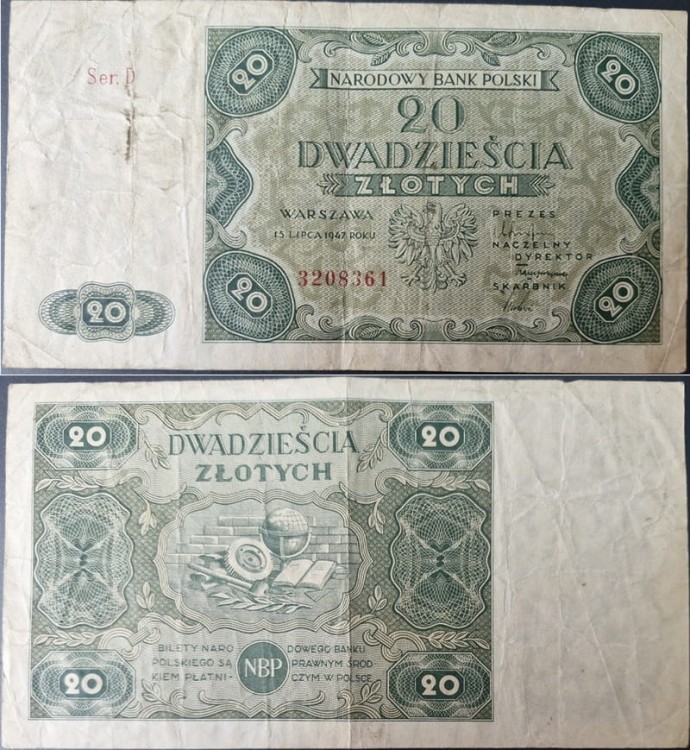 Ser. D
20
20
NARODOWY BANK POLSKI
20
DWADZIEŚCIA
ZŁOTYCH
WARSZAWA
15 LIPCA 1947 ROKU
PREZES
NACZELNY
DYREKTOR
SKARBNIK
3208361
20
20
20
20
20
DWADZIEŚCIA
ZŁOTYCH
BILETY NARO DOWEGO BANKU
POLSKIEGO SĄ NBP PRAWNYM ŚROD
KIEM PŁATNI- CZYM W POLSCE
20
20